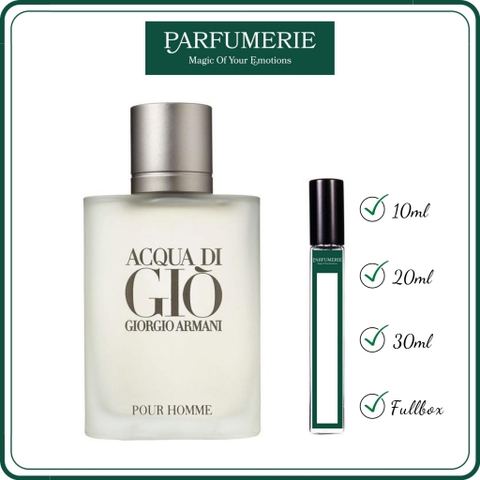 PARFUMERIE
Magic Of Your Emotions
ACQUA DI
GIÒ
GIORGIO ARMANI
POUR HOMME
PARFUMERIE
10ml
20ml
30ml
Fullbox